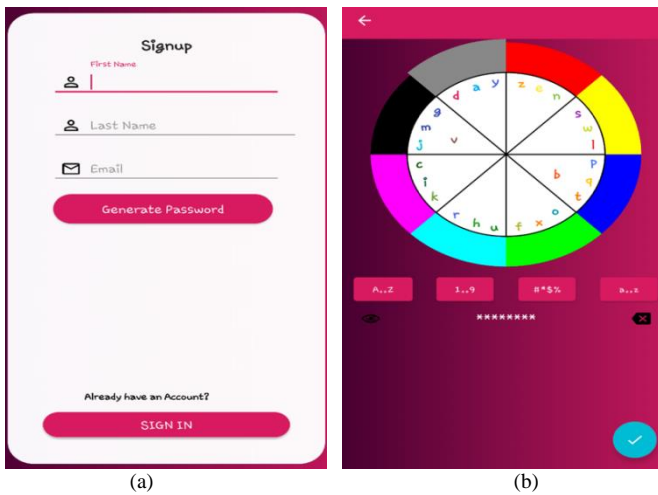 Signup
First Name
Last Name
Email
Generate Password
Already have an Account?
SIGN IN
(a)
d a y z e n
g s
m v w
j l
c p
i b q
k t
r h u f x o
A..Z 1..9 #*$% a..z
********
(b)